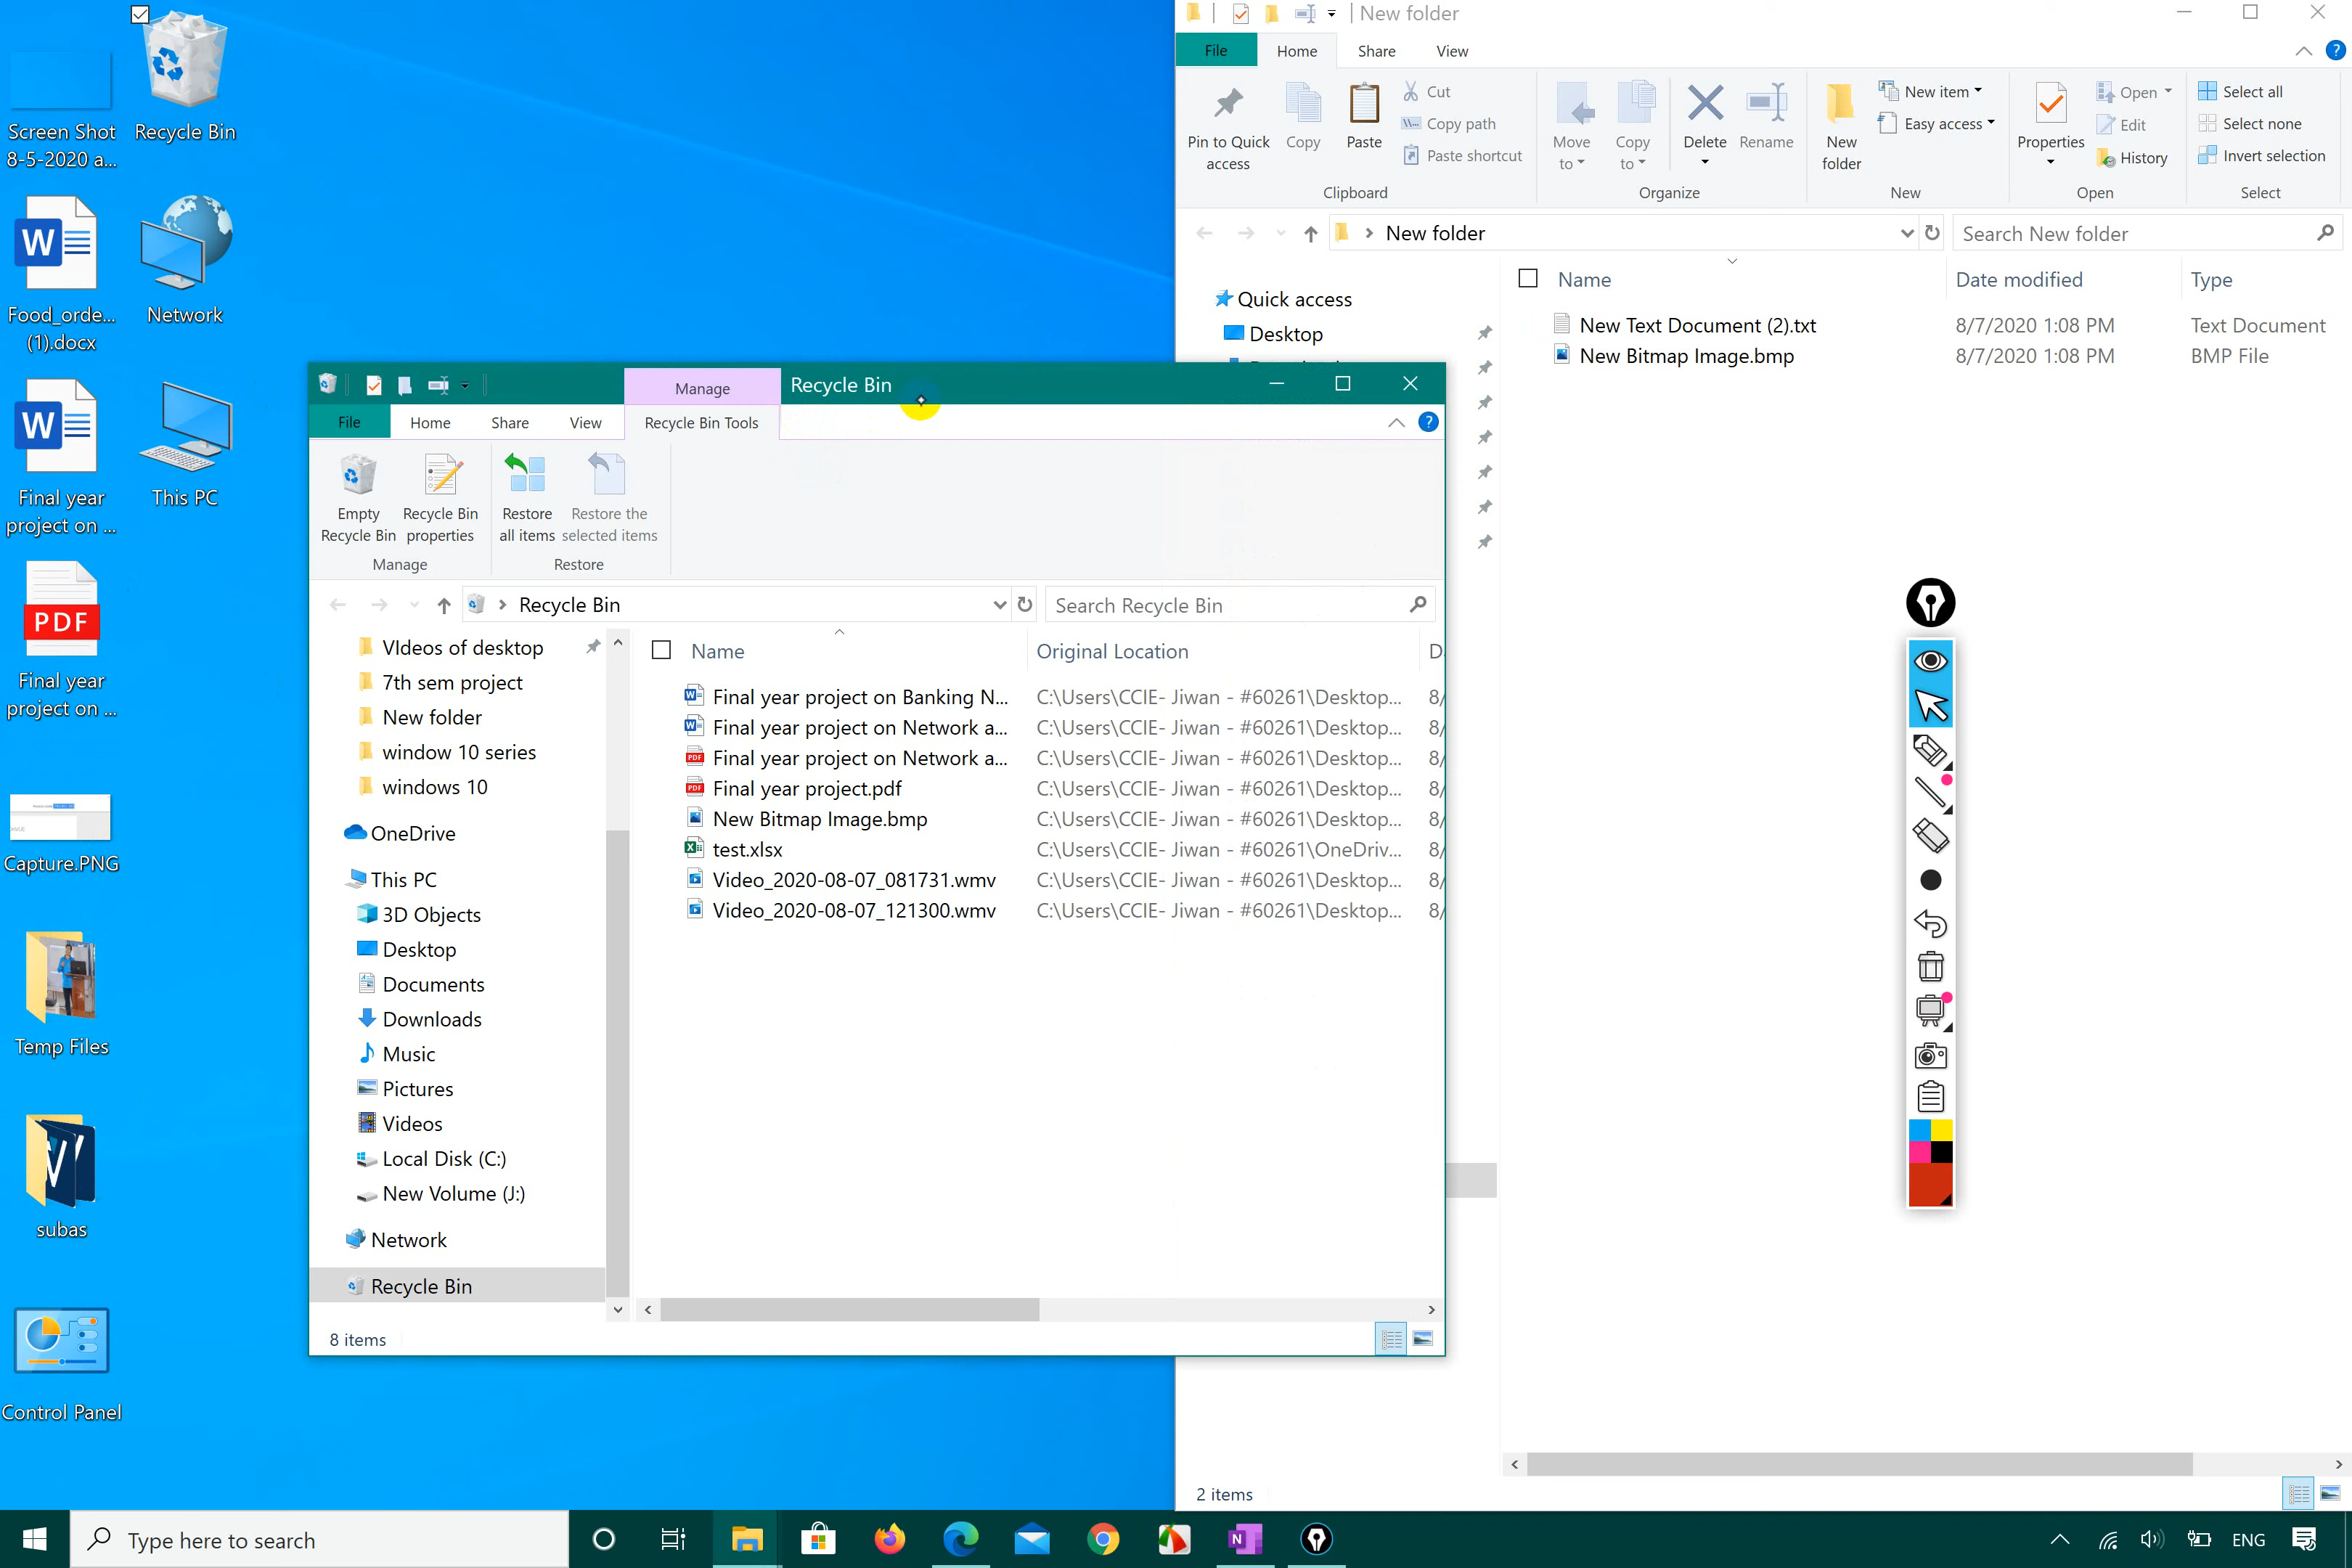 Recycle Bin
Screen Shot
8-5-2020 a...
Food_orde...
(1).docx
Network
Final year
project on ...
This PC
PDF
Final year
project on ...
Capture.PNG
Temp Files
subas
Control Panel
New folder
File
Home
Share
View
Pin to Quick
access
Copy
Paste
Cut
Copy path
Paste shortcut
Clipboard
Move
to
Copy
to
Delete
Rename
Organize
New
folder
New item
Easy access
New
Properties
Open
Edit
History
Open
Select all
Select none
Invert selection
Select
New folder
Search New folder
Quick access
Desktop
Name
Date modified
Type
New Text Document (2).txt
8/7/2020 1:08 PM
Text Document
New Bitmap Image.bmp
8/7/2020 1:08 PM
BMP File
2 items
Manage
Recycle Bin
File
Home
Share
View
Recycle Bin Tools
Empty
Recycle Bin
Recycle Bin
properties
Manage
Restore
all items
Restore the
selected items
Restore
Recycle Bin
Search Recycle Bin
VIdeos of desktop
7th sem project
New folder
window 10 series
windows 10
OneDrive
This PC
3D Objects
Desktop
Documents
Downloads
Music
Pictures
Videos
Local Disk (C:)
New Volume (J:)
Network
Recycle Bin
Name
Original Location
Final year project on Banking N...
C:\Users\CCIE- Jiwan - #60261\Desktop...
8/
Final year project on Network a...
C:\Users\CCIE- Jiwan - #60261\Desktop...
8/
Final year project on Network a...
C:\Users\CCIE- Jiwan - #60261\Desktop...
8/
Final year project.pdf
C:\Users\CCIE- Jiwan - #60261\Desktop...
8/
New Bitmap Image.bmp
C:\Users\CCIE- Jiwan - #60261\Desktop...
8/
test.xlsx
C:\Users\CCIE- Jiwan - #60261\OneDriv...
8/
Video_2020-08-07_081731.wmv
C:\Users\CCIE- Jiwan - #60261\Desktop...
8/
Video_2020-08-07_121300.wmv
C:\Users\CCIE- Jiwan - #60261\Desktop...
8/
8 items
Type here to search
ENG